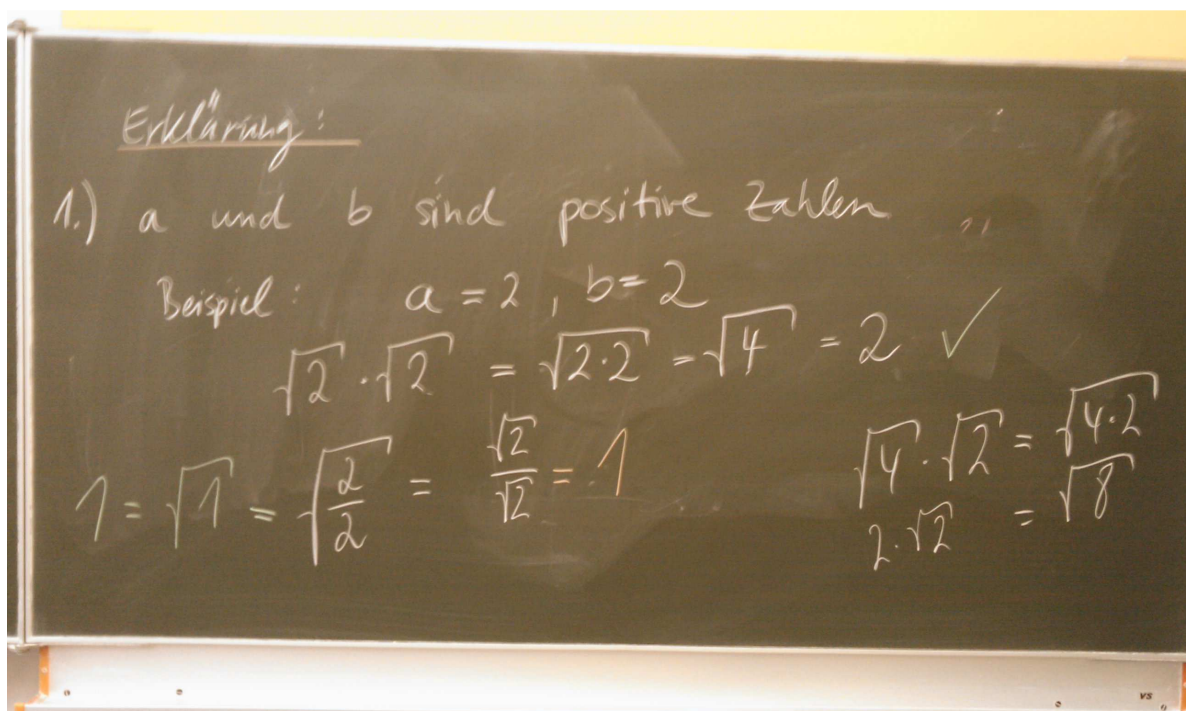 Erklärung:
1.) a und b sind positive Zahlen
Beispiel: a = 2 , b = 2
√2 · √2 = √(2·2) = √4 = 2 ✓
1 = √1 = √(2/2) = √2/√2 = 1
√4 · √2 = √(4·2)
2·√2 = √8
vs